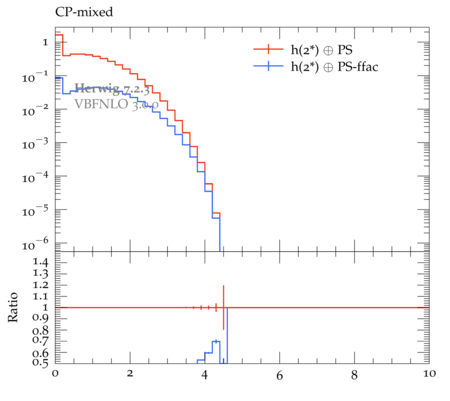 CP-mixed
h(2*) ⊕ PS
h(2*) ⊕ PS-ffac
Herwig 7.2.3
VBFNLO 3.0.0
1
10⁻¹
10⁻²
10⁻³
10⁻⁴
10⁻⁵
10⁻⁶
Ratio
1.4
1.3
1.2
1.1
1
0.9
0.8
0.7
0.6
0.5
0 2 4 6 8 10